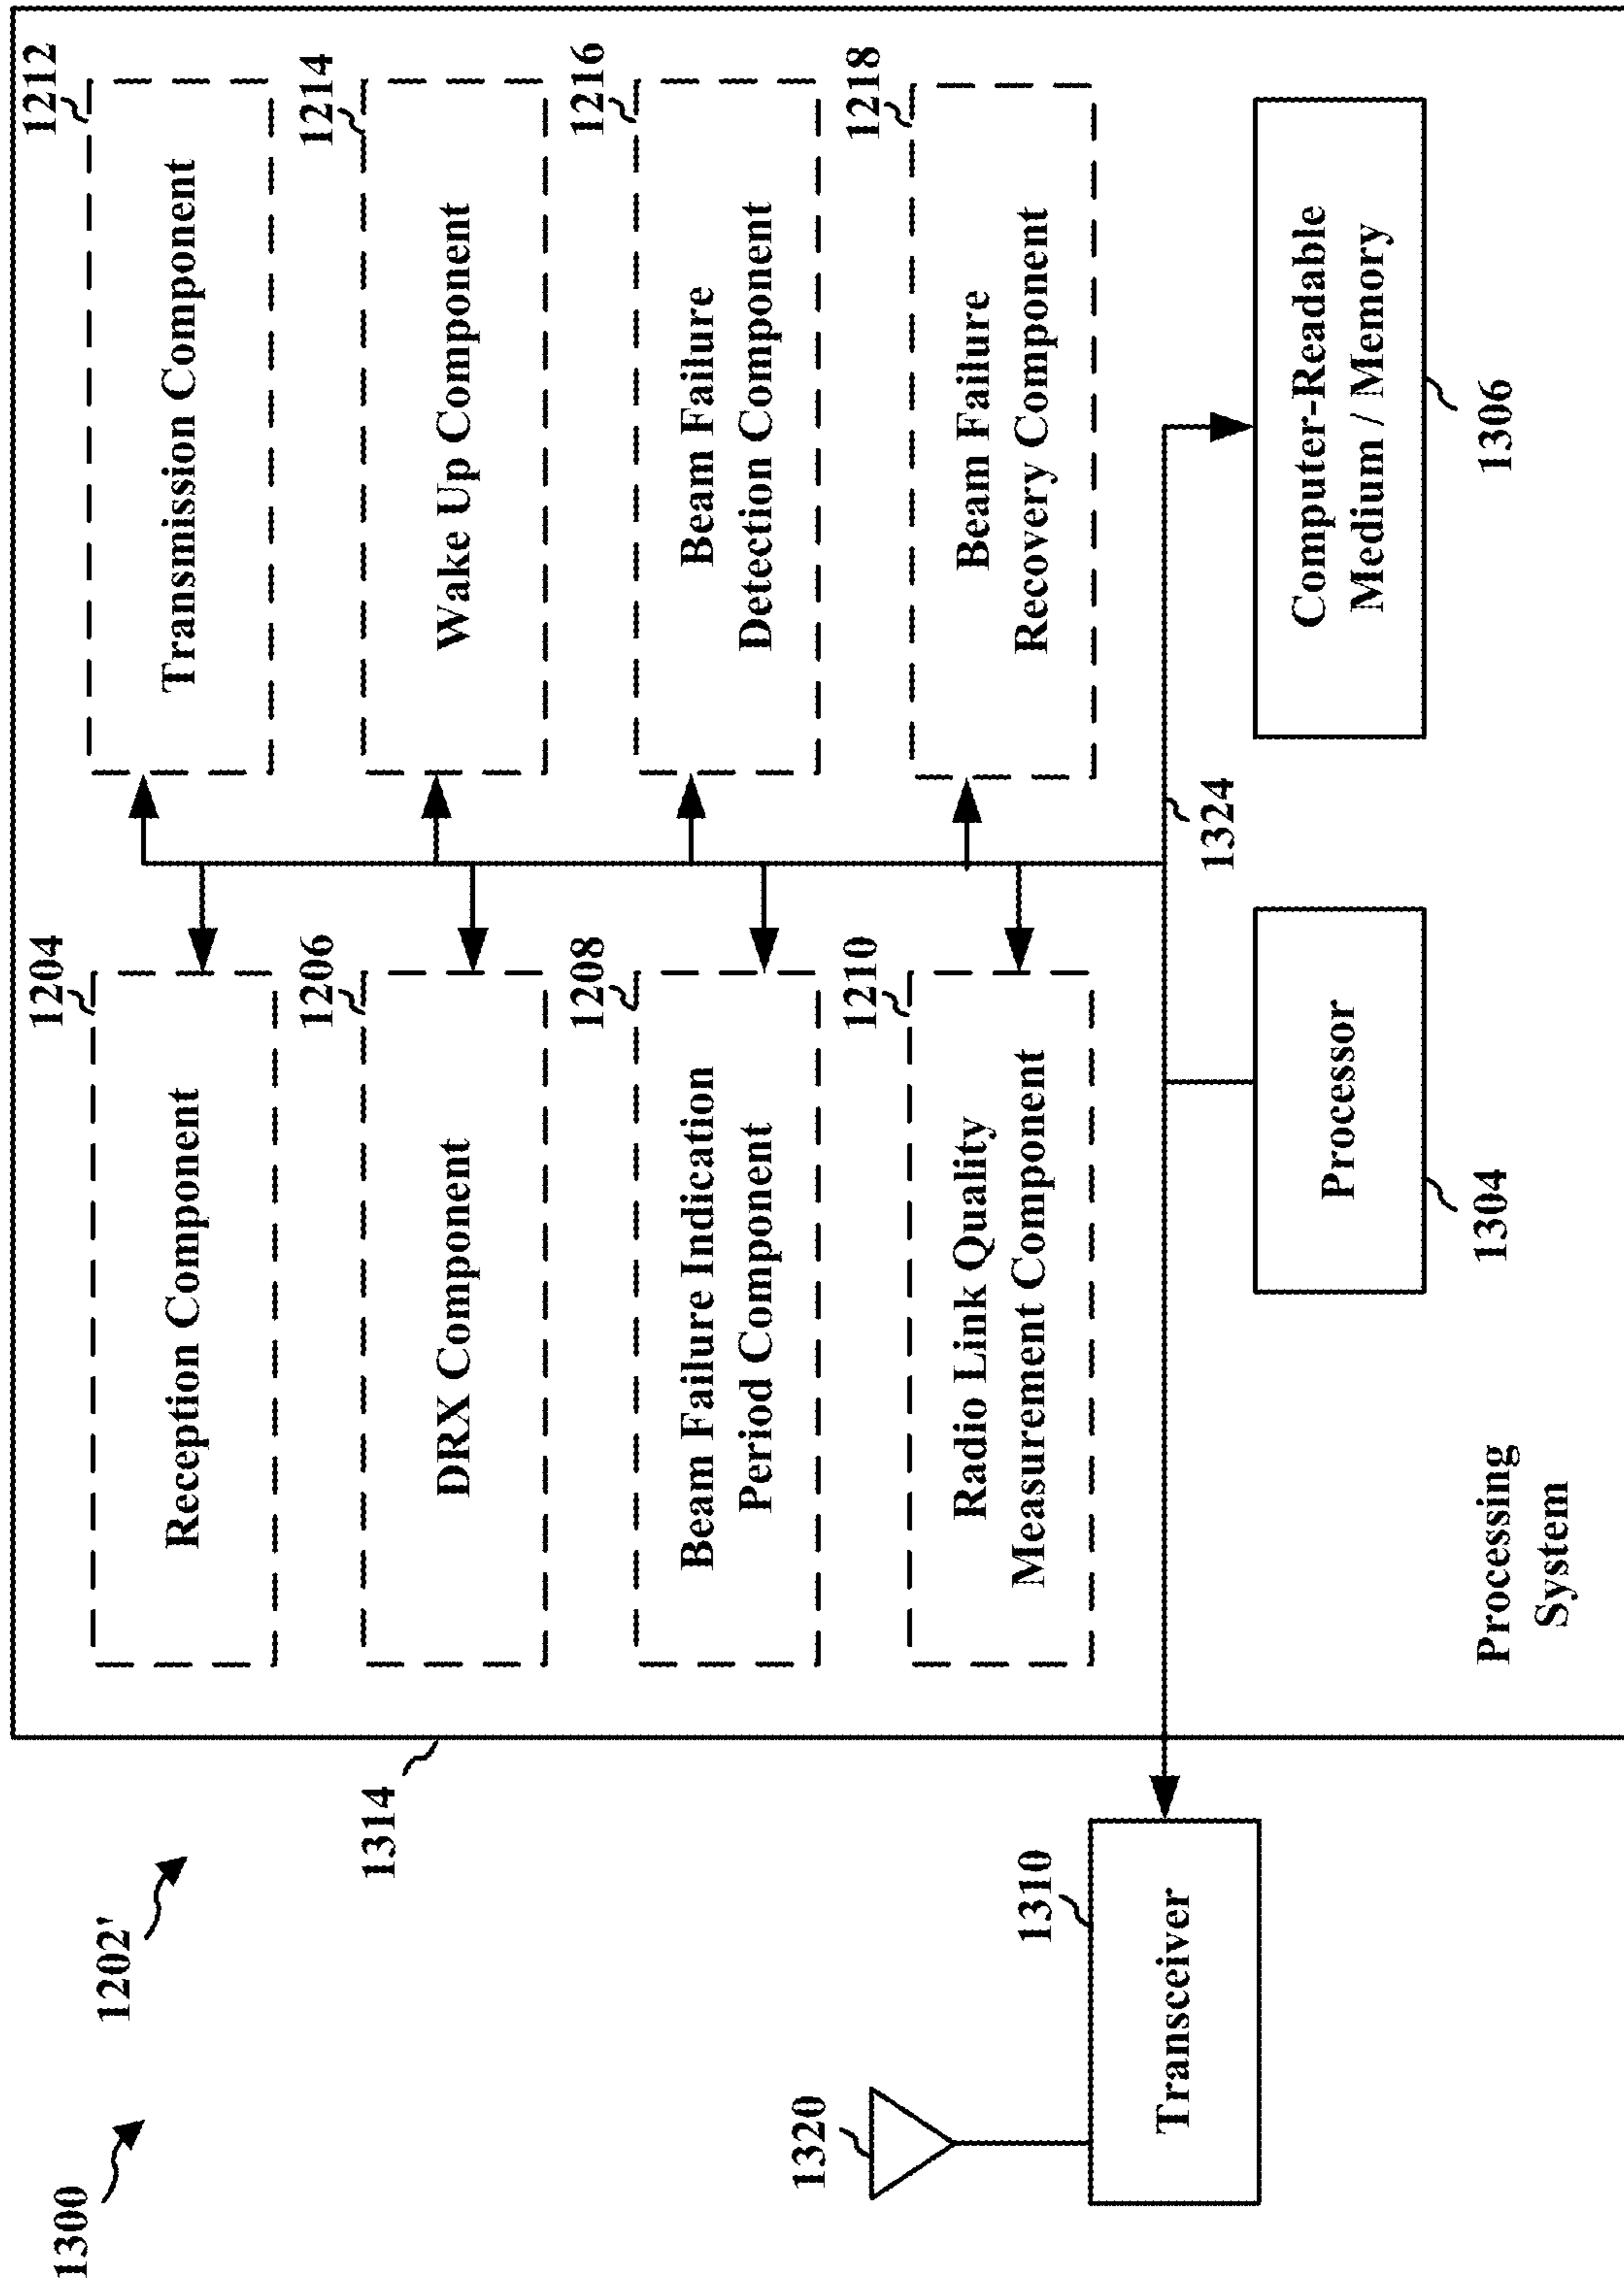 1300
1202'
1314
1204
Reception Component
1212
Transmission Component
1206
DRX Component
1214
Wake Up Component
1208
Beam Failure Indication
Period Component
1216
Beam Failure
Detection Component
1210
Radio Link Quality
Measurement Component
1218
Beam Failure
Recovery Component
1320
1310
Transceiver
1324
Processor
1304
Computer-Readable
Medium / Memory
1306
Processing
System